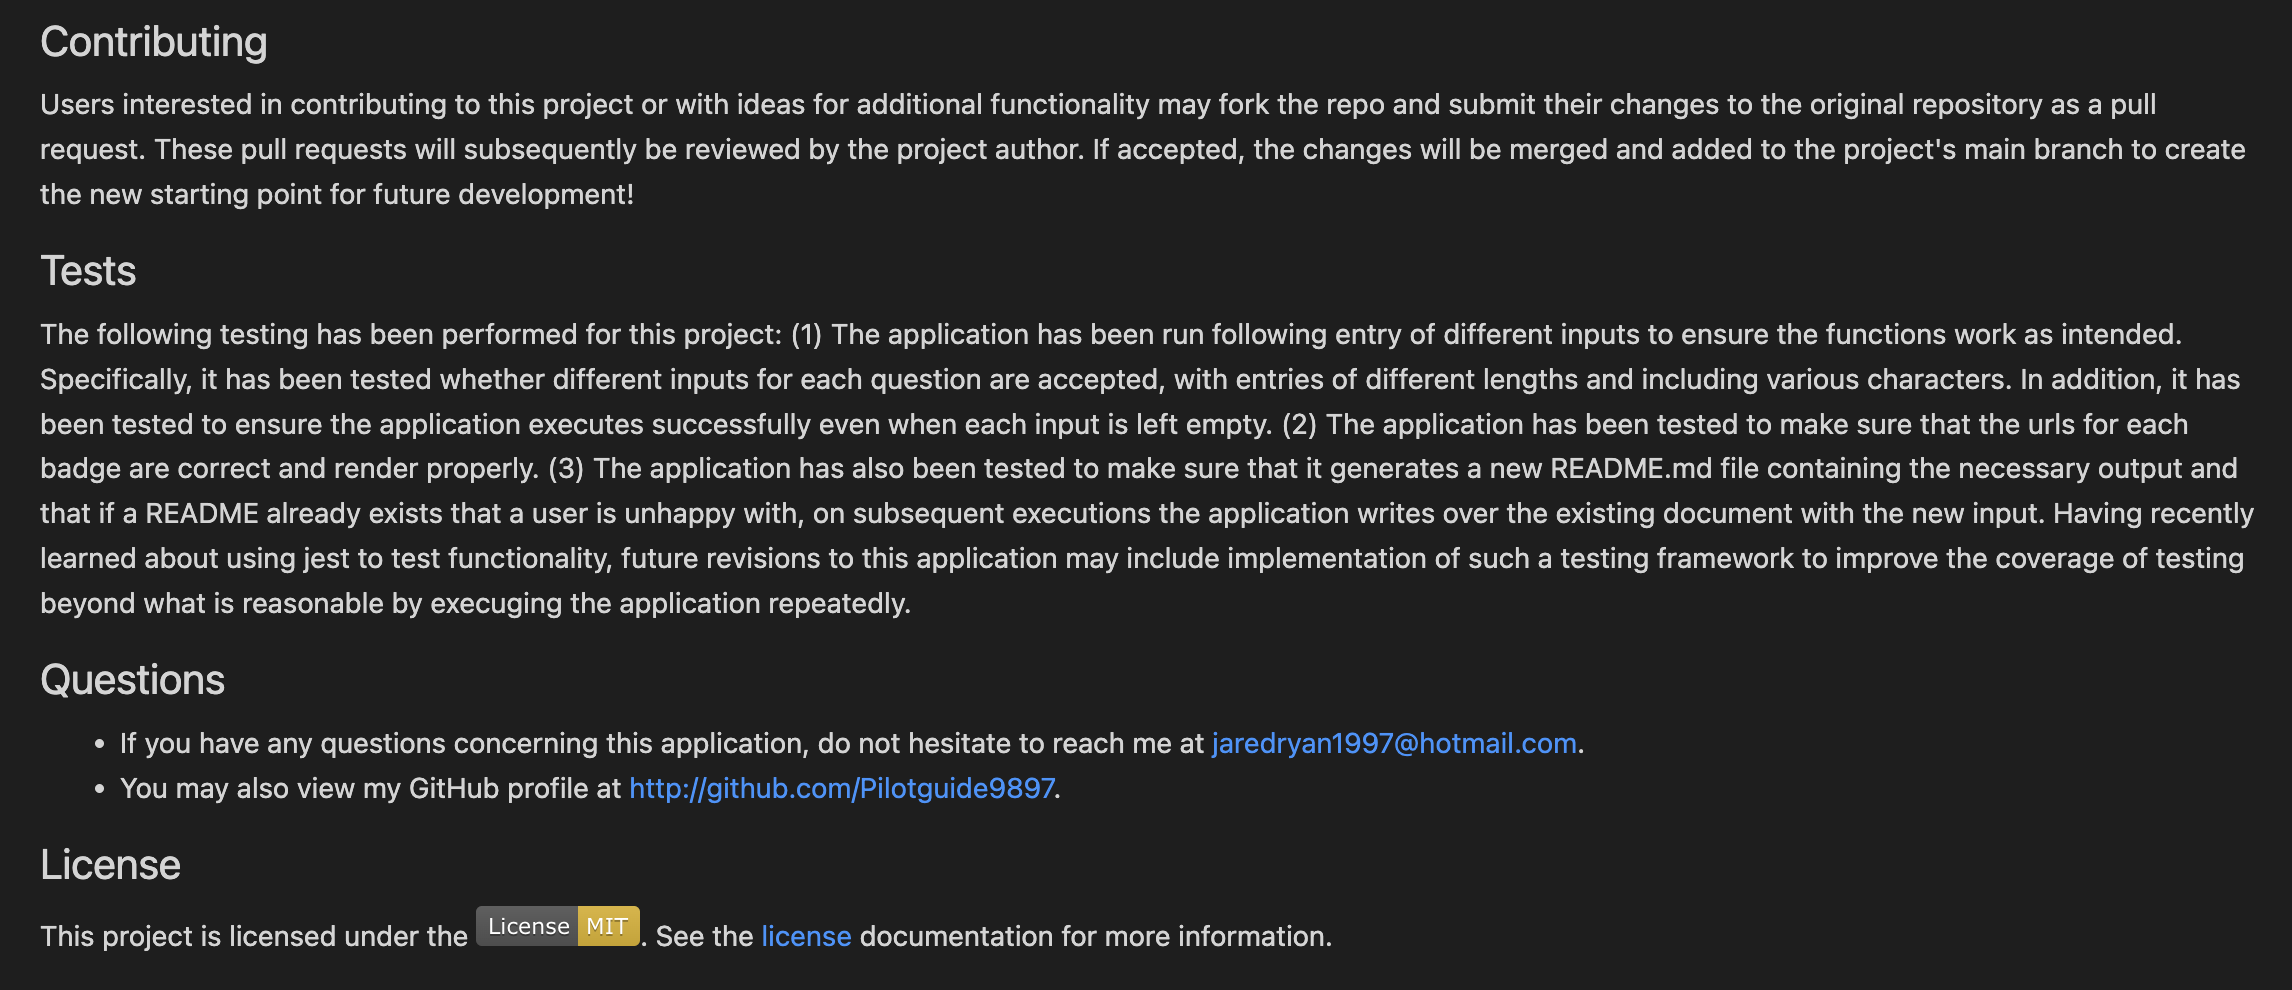 Contributing
Users interested in contributing to this project or with ideas for additional functionality may fork the repo and submit their changes to the original repository as a pull
request. These pull requests will subsequently be reviewed by the project author. If accepted, the changes will be merged and added to the project's main branch to create
the new starting point for future development!
Tests
The following testing has been performed for this project: (1) The application has been run following entry of different inputs to ensure the functions work as intended.
Specifically, it has been tested whether different inputs for each question are accepted, with entries of different lengths and including various characters. In addition, it has
been tested to ensure the application executes successfully even when each input is left empty. (2) The application has been tested to make sure that the urls for each
badge are correct and render properly. (3) The application has also been tested to make sure that it generates a new README.md file containing the necessary output and
that if a README already exists that a user is unhappy with, on subsequent executions the application writes over the existing document with the new input. Having recently
learned about using jest to test functionality, future revisions to this application may include implementation of such a testing framework to improve the coverage of testing
beyond what is reasonable by execuging the application repeatedly.
Questions
• If you have any questions concerning this application, do not hesitate to reach me at jaredryan1997@hotmail.com.
• You may also view my GitHub profile at http://github.com/Pilotguide9897.
License
This project is licensed under the License MIT. See the license documentation for more information.